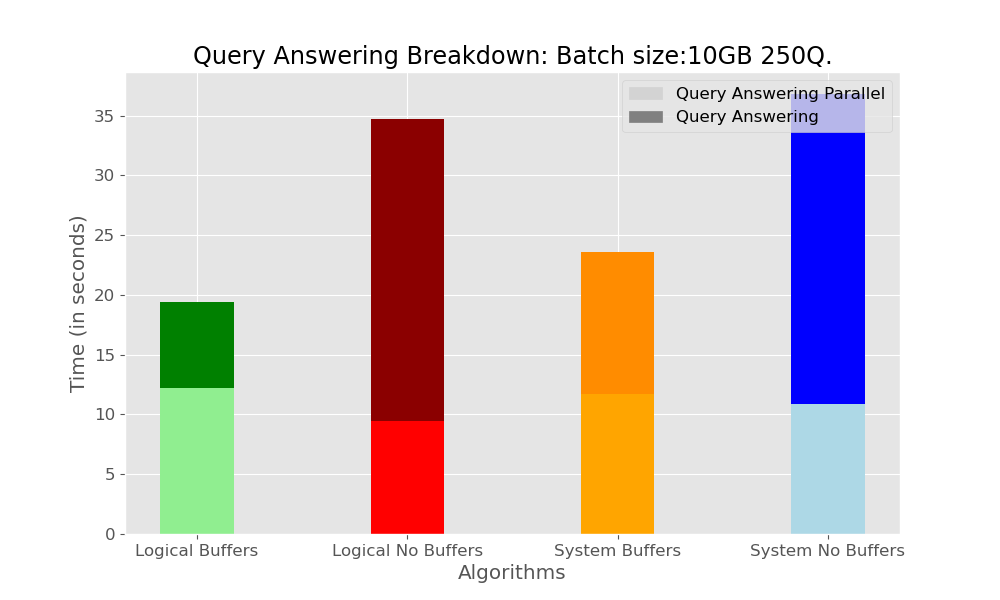 Query Answering Breakdown: Batch size:10GB 250Q.
Query Answering Parallel
Query Answering
Time (in seconds)
35
30
25
20
15
10
5
0
Logical Buffers
Logical No Buffers
System Buffers
System No Buffers
Algorithms